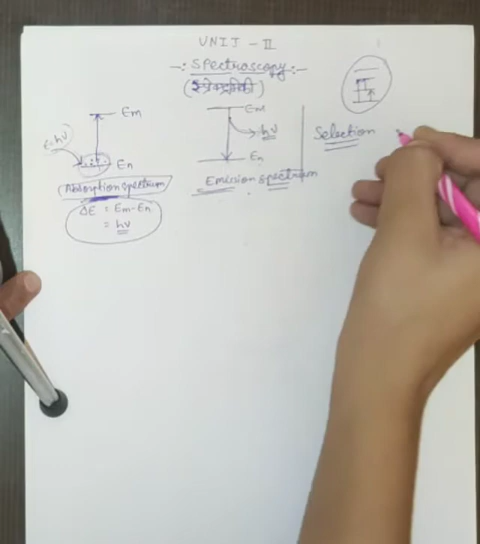 UNIT - II
-: Spectroscopy :-
(स्पेक्ट्रमिकी)
Em
E=hν
En
Absorption spectrum
ΔE = Em-En
= hν
Em
hν
En
Emission spectrum
Selection